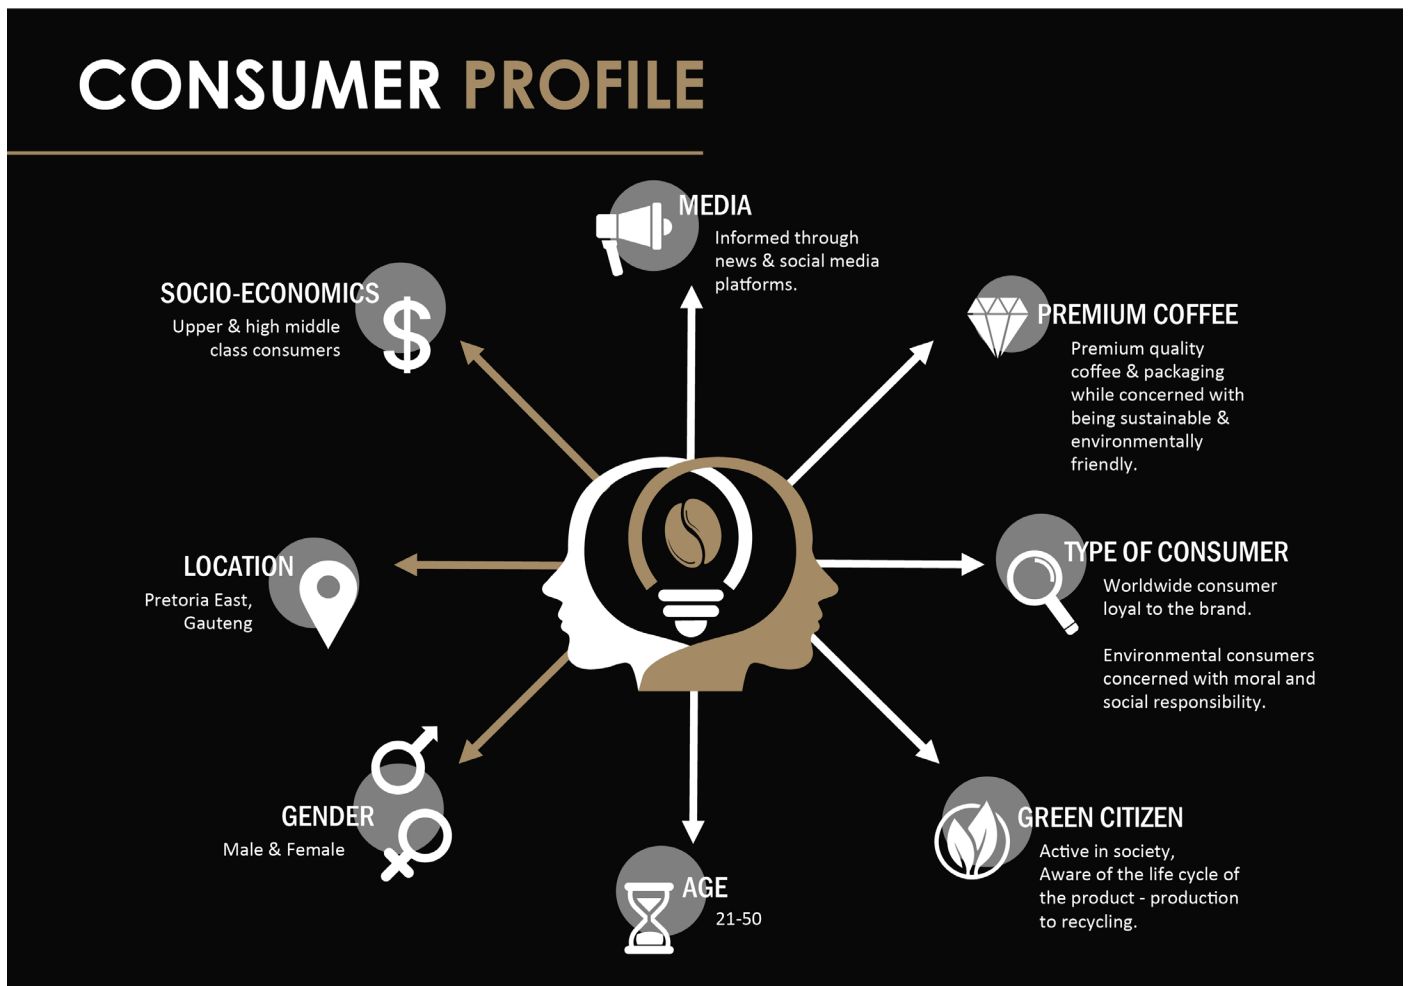 CONSUMER PROFILE
MEDIA
Informed through
news & social media
platforms.
SOCIO-ECONOMICS
Upper & high middle
class consumers
PREMIUM COFFEE
Premium quality
coffee & packaging
while concerned with
being sustainable &
environmentally
friendly.
LOCATION
Pretoria East,
Gauteng
TYPE OF CONSUMER
Worldwide consumer
loyal to the brand.
Environmental consumers
concerned with moral and
social responsibility.
GENDER
Male & Female
AGE
21-50
GREEN CITIZEN
Active in society,
Aware of the life cycle of
the product - production
to recycling.